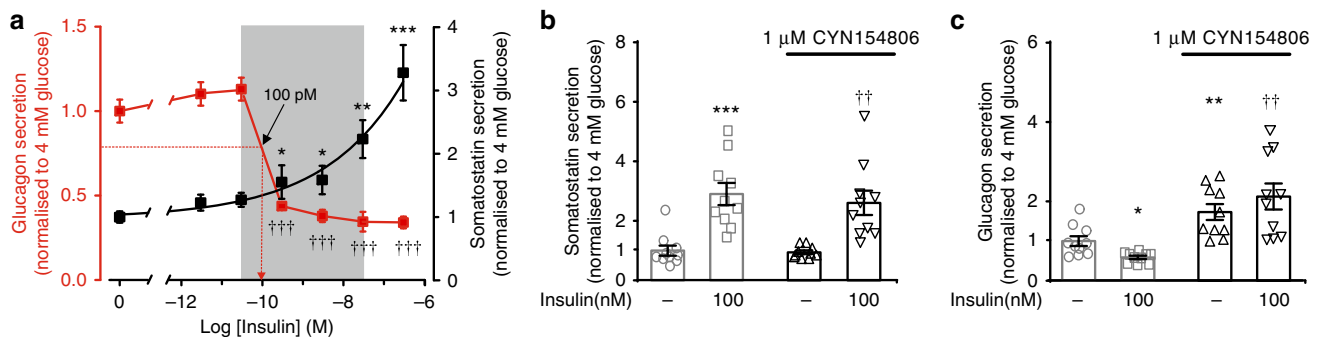 a
Glucagon secretion
(normalised to 4 mM glucose)
1.5
1.0
0.5
0.0
100 pM
*
*
**
***
†††
†††
†††
†††
4
3
2
1
0
Somatostatin secretion
(normalised to 4 mM glucose)
0
−12
−10
−8
−6
Log [Insulin] (M)
b
1 μM CYN154806
Somatostatin secretion
(normalised to 4 mM glucose)
8
6
4
2
1
0
***
††
Insulin(nM)
–
100
–
100
c
1 μM CYN154806
Glucagon secretion
(normalised to 4 mM glucose)
6
4
2
1
0
*
**
††
Insulin(nM)
–
100
–
100